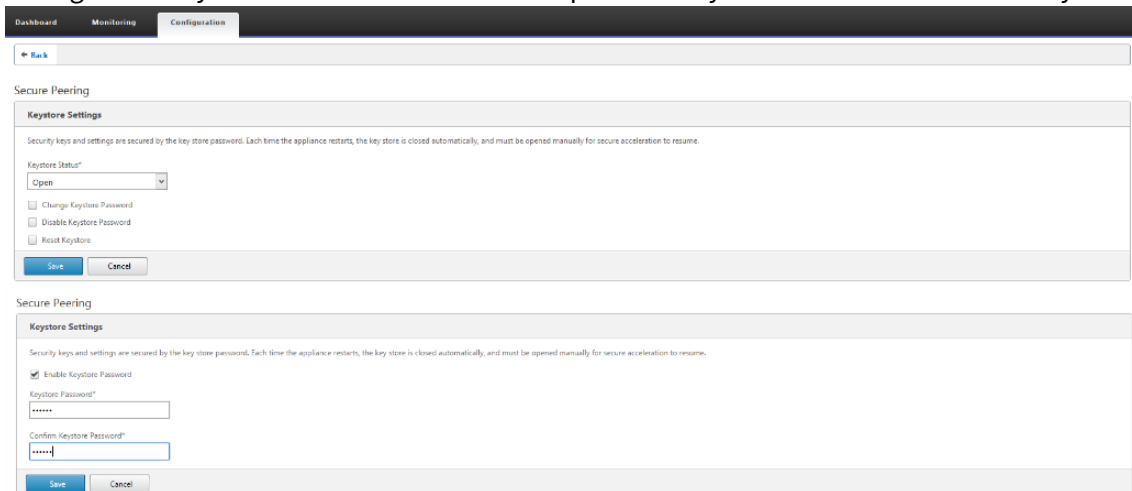 Dashboard Monitoring Configuration
Back
Secure Peering
Keystore Settings
Security keys and settings are secured by the key store password. Each time the appliance restarts, the key store is closed automatically, and must be opened manually for secure acceleration to resume.
Keystore Status*
Open
Change Keystore Password
Disable Keystore Password
Reset Keystore
Save Cancel
Secure Peering
Keystore Settings
Security keys and settings are secured by the key store password. Each time the appliance restarts, the key store is closed automatically, and must be opened manually for secure acceleration to resume.
Enable Keystore Password
Keystore Password*
••••••
Confirm Keystore Password*
••••••
Save Cancel